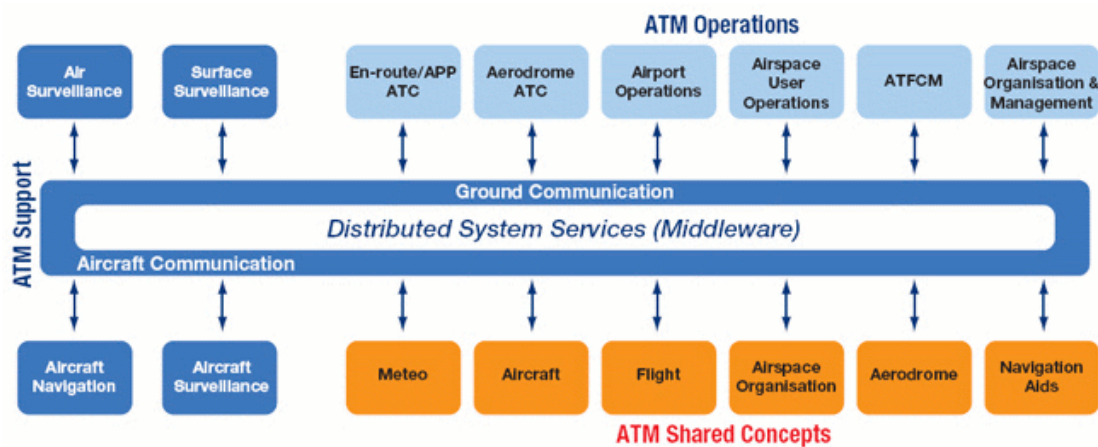 ATM Operations
Air
Surveillance
Surface
Surveillance
En-route/APP
ATC
Aerodrome
ATC
Airport
Operations
Airspace
User
Operations
ATFCM
Airspace
Organisation &
Management
ATM Support
Ground Communication
Distributed System Services (Middleware)
Aircraft Communication
Aircraft
Navigation
Aircraft
Surveillance
Meteo
Aircraft
Flight
Airspace
Organisation
Aerodrome
Navigation
Aids
ATM Shared Concepts